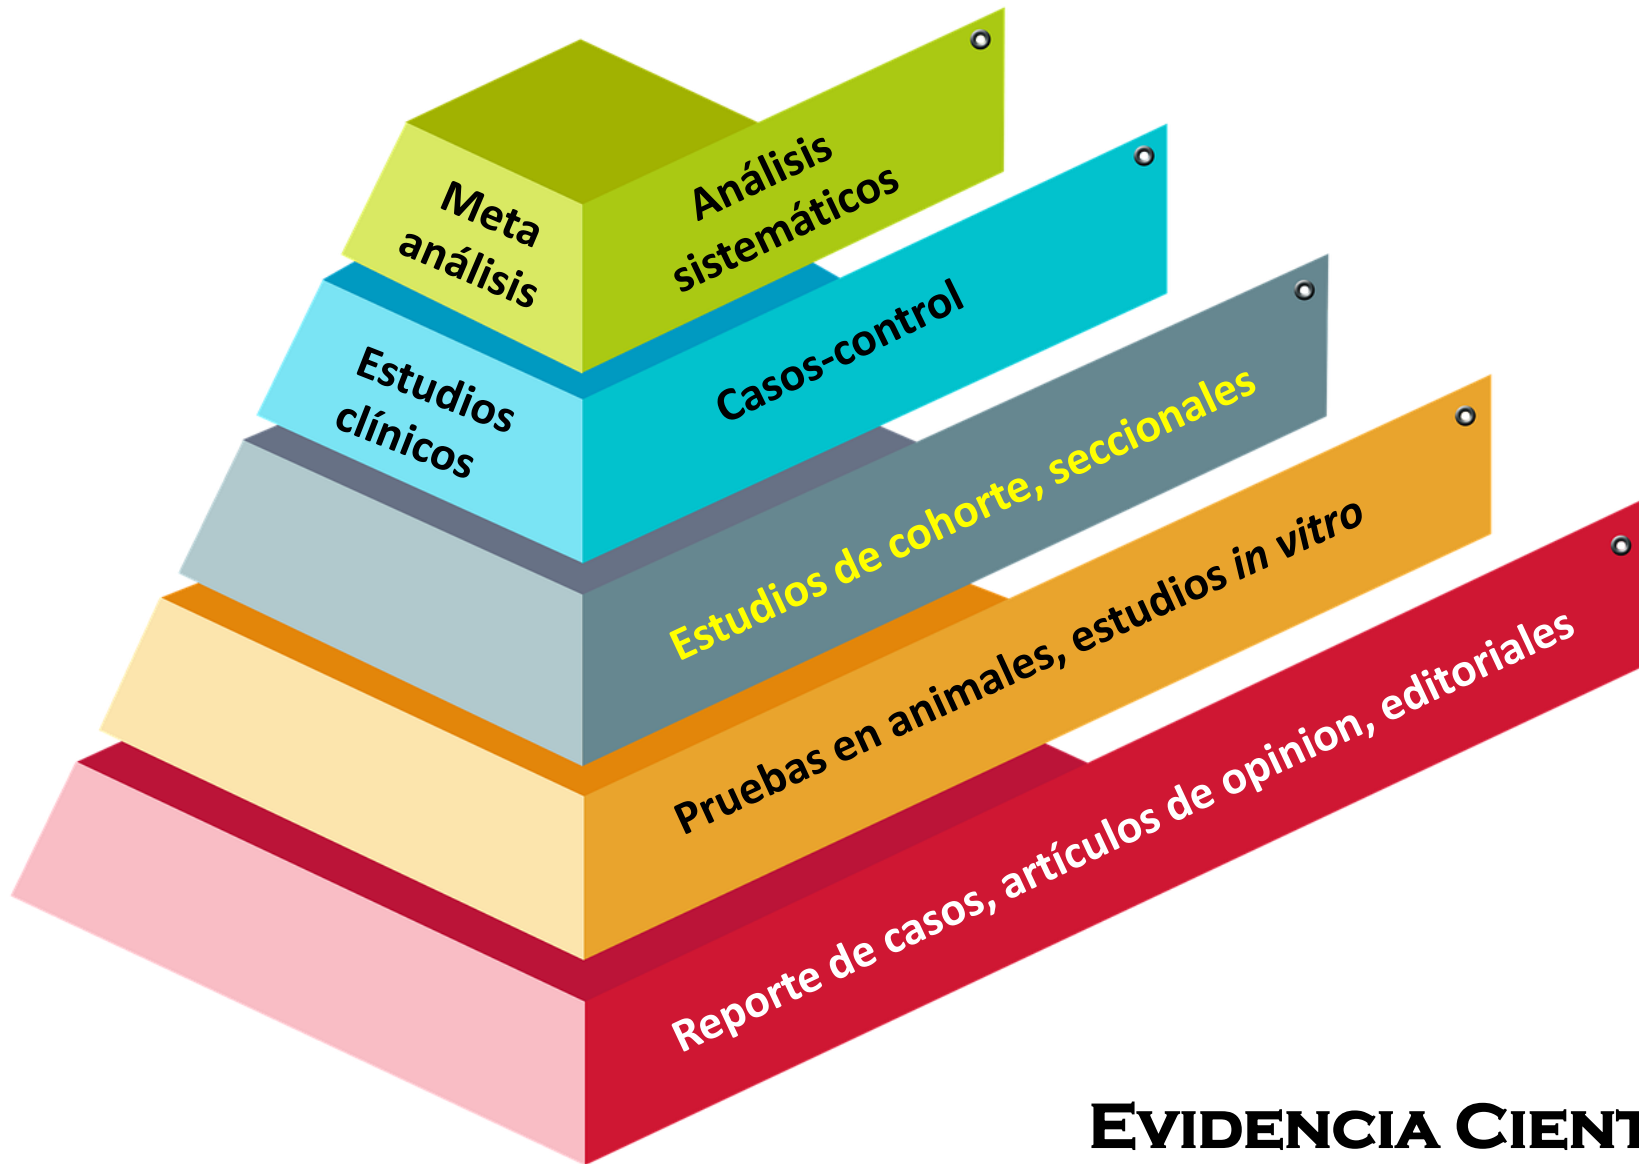 Meta
análisis
Análisis
sistemáticos
Estudios
clínicos
Casos-control
Estudios de cohorte, seccionales
Pruebas en animales, estudios in vitro
Reporte de casos, artículos de opinion, editoriales
EVIDENCIA CIENT